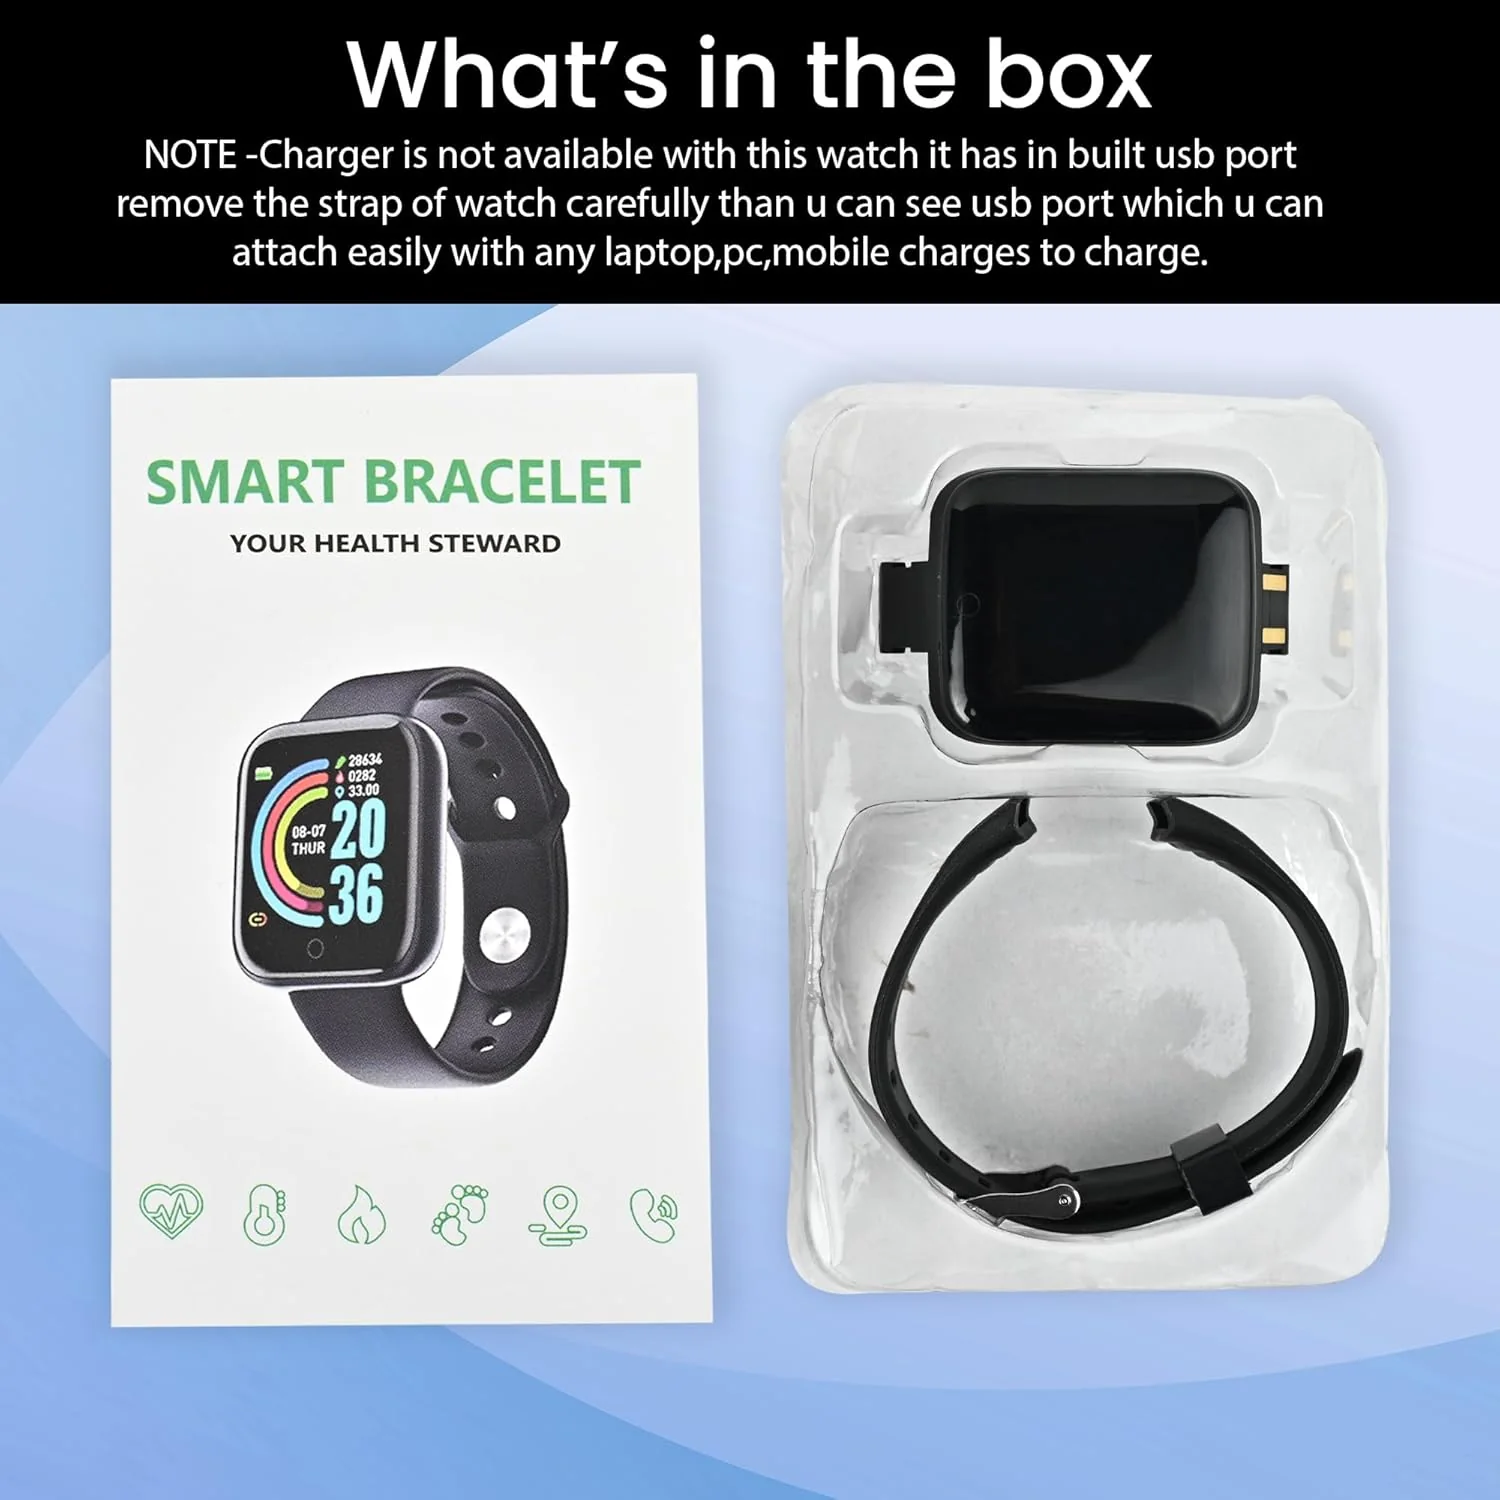 What's in the box
NOTE -Charger is not available with this watch it has in built usb port
remove the strap of watch carefully than u can see usb port which u can
attach easily with any laptop,pc,mobile charges to charge.
SMART BRACELET
YOUR HEALTH STEWARD
28634
0282
33.00
08-07
THUR
20
36